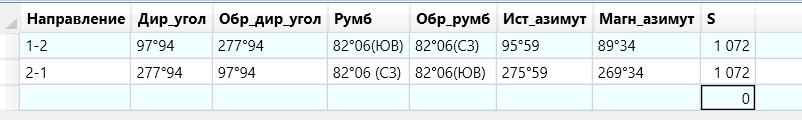 Направление Дир_угол Обр_дир_угол Румб Обр_румб Ист_азимут Магн_азимут S
1-2 97°94 277°94 82°06(ЮВ) 82°06(СЗ) 95°59 89°34 1 072
2-1 277°94 97°94 82°06 (СЗ) 82°06(ЮВ) 275°59 269°34 1 072
0